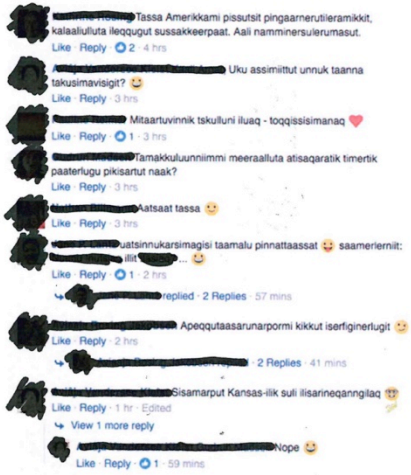 Tassa Amerikkami pissutsit pingaarnerutileramikkit,
kalaaliulluta ileqqugut sussakkeerpaat. Aali namminersulerumasut.
Like · Reply · 2 · 4 hrs
Uku assimiittut unnuk taanna
takusimavisigit?
Like · Reply · 3 hrs
Mitaartuvinnik tskulluni iluaq - toqqissisimanaq
Like · Reply · 1 · 3 hrs
Tamakkuluunniimmi meeraalluta atisaqaratik timertik
paaterlugu pikisartut naak?
Like · Reply · 3 hrs
Aatsaat tassa
Like · Reply · 3 hrs
uatsinnukarsimagisi taamalu pinnattaassat saamerierniit:
illit ...
Like · Reply · 1 · 2 hrs
replied · 2 Replies · 57 mins
Apeqqutaasarunarpormi kikkut iserfiginerlugit
Like · Reply · 2 hrs
replied · 2 Replies · 41 mins
Sisamarput Kansas-ilik suli ilisarineqanngilaq
Like · Reply · 1 hr · Edited
View 1 more reply
Nope
Like · Reply · 1 · 59 mins